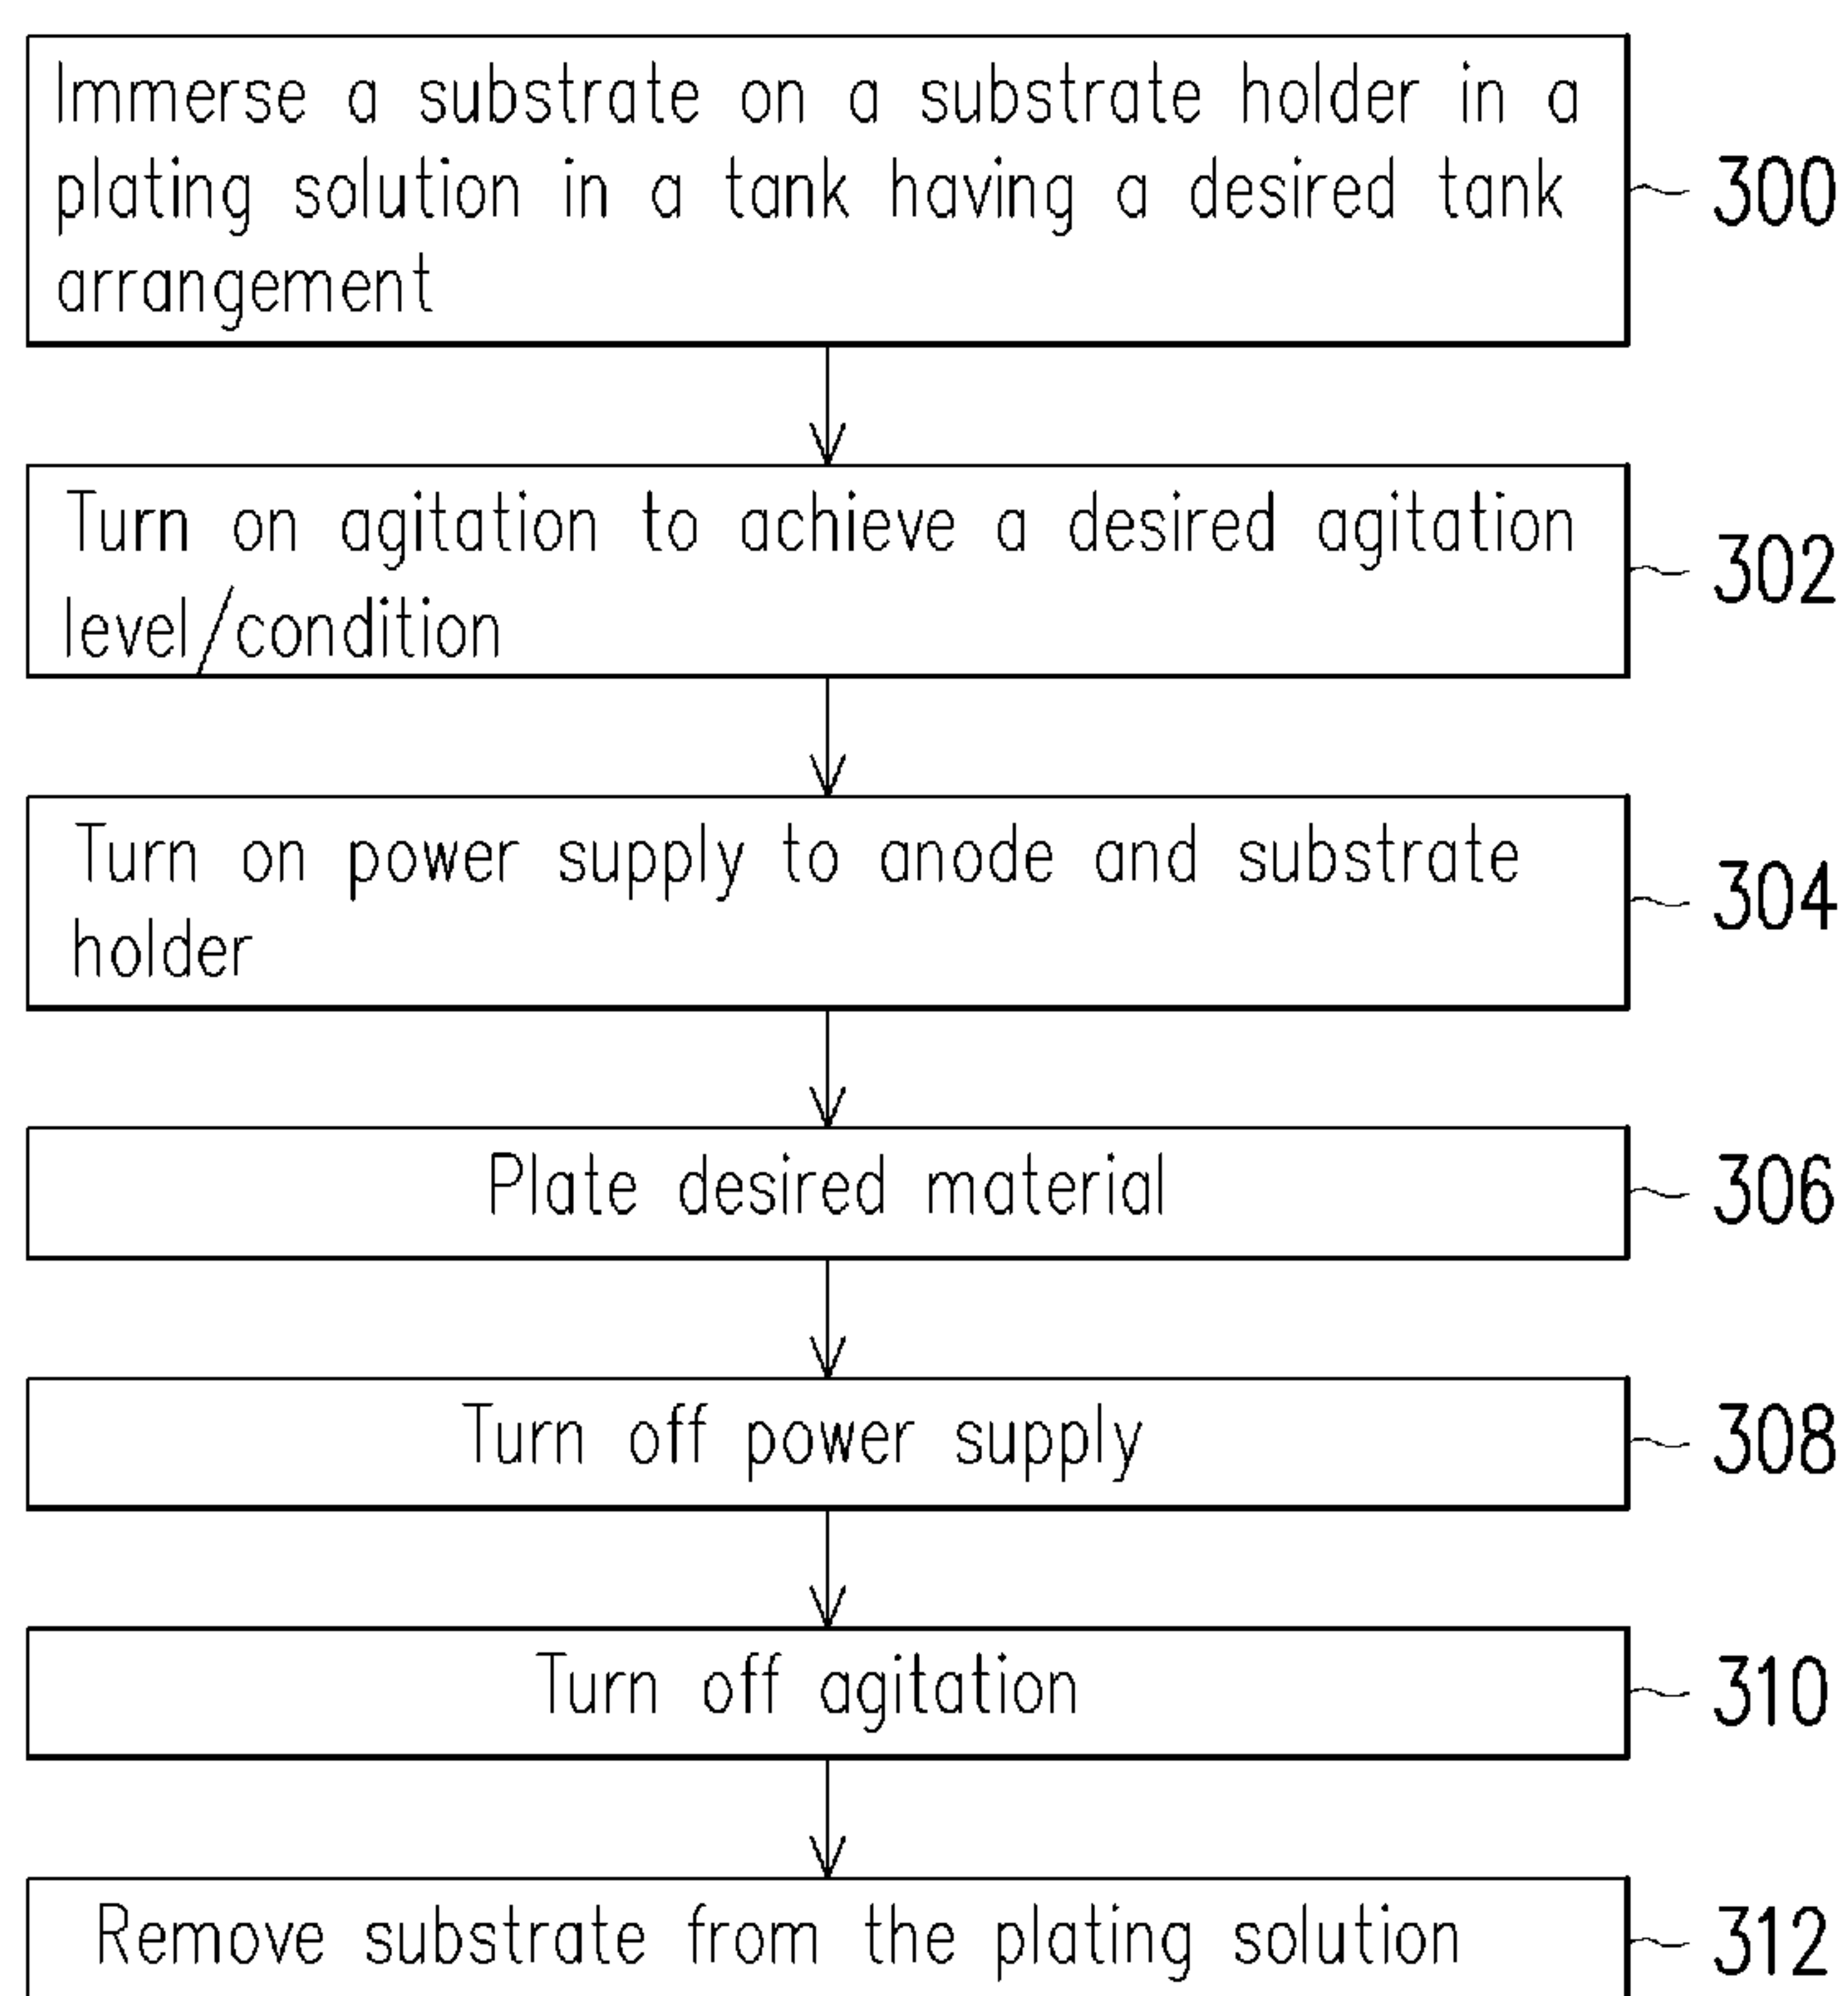 Immerse a substrate on a substrate holder in a
plating solution in a tank having a desired tank
arrangement
300
Turn on agitation to achieve a desired agitation
level/condition
302
Turn on power supply to anode and substrate
holder
304
Plate desired material
306
Turn off power supply
308
Turn off agitation
310
Remove substrate from the plating solution
312